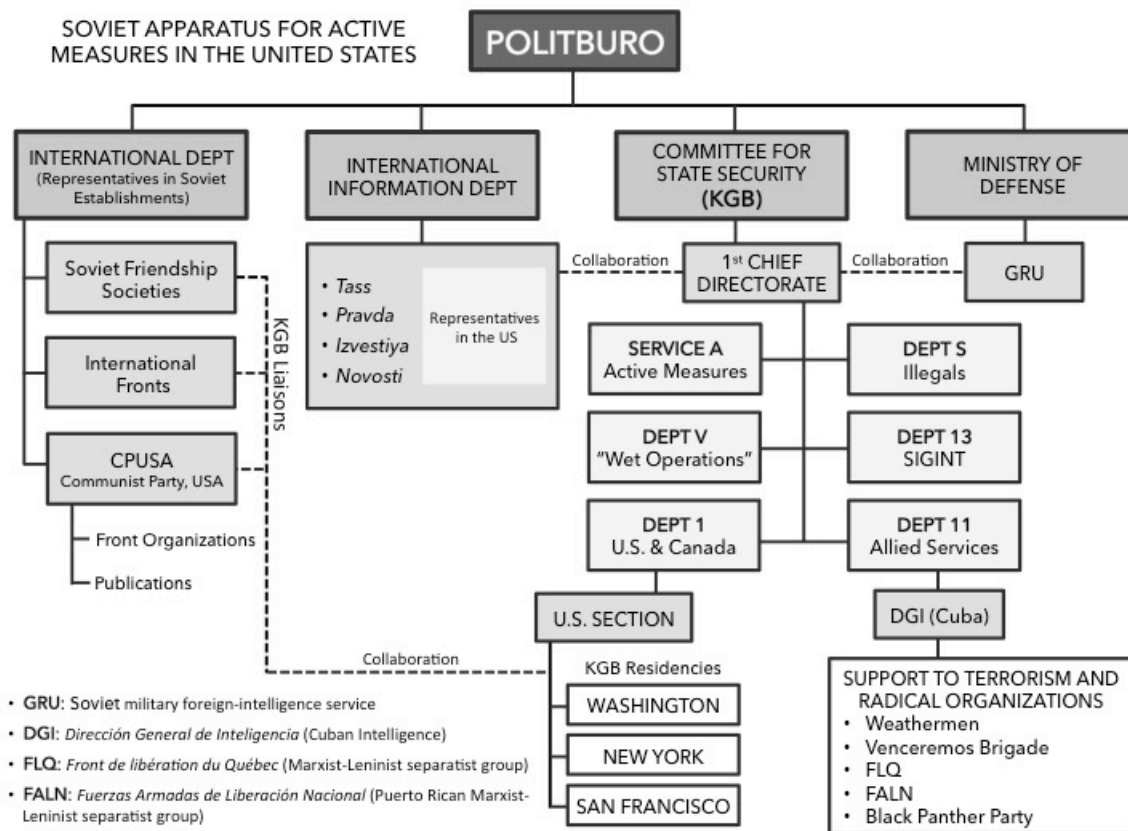 SOVIET APPARATUS FOR ACTIVE
MEASURES IN THE UNITED STATES
POLITBURO
INTERNATIONAL DEPT
(Representatives in Soviet
Establishments)
INTERNATIONAL
INFORMATION DEPT
COMMITTEE FOR
STATE SECURITY
(KGB)
MINISTRY OF
DEFENSE
Soviet Friendship
Societies
International
Fronts
CPUSA
Communist Party, USA
Front Organizations
Publications
KGB Liaisons
• Tass
• Pravda
• Izvestiya
• Novosti
Representatives
in the US
Collaboration
1st CHIEF
DIRECTORATE
Collaboration
GRU
SERVICE A
Active Measures
DEPT S
Illegals
DEPT V
“Wet Operations”
DEPT 13
SIGINT
DEPT 1
U.S. & Canada
DEPT 11
Allied Services
U.S. SECTION
DGI (Cuba)
Collaboration
KGB Residencies
WASHINGTON
NEW YORK
SAN FRANCISCO
SUPPORT TO TERRORISM AND
RADICAL ORGANIZATIONS
• Weathermen
• Venceremos Brigade
• FLQ
• FALN
• Black Panther Party
• GRU: Soviet military foreign-intelligence service
• DGI: Dirección General de Inteligencia (Cuban Intelligence)
• FLQ: Front de libération du Québec (Marxist-Leninist separatist group)
• FALN: Fuerzas Armadas de Liberación Nacional (Puerto Rican Marxist-
Leninist separatist group)